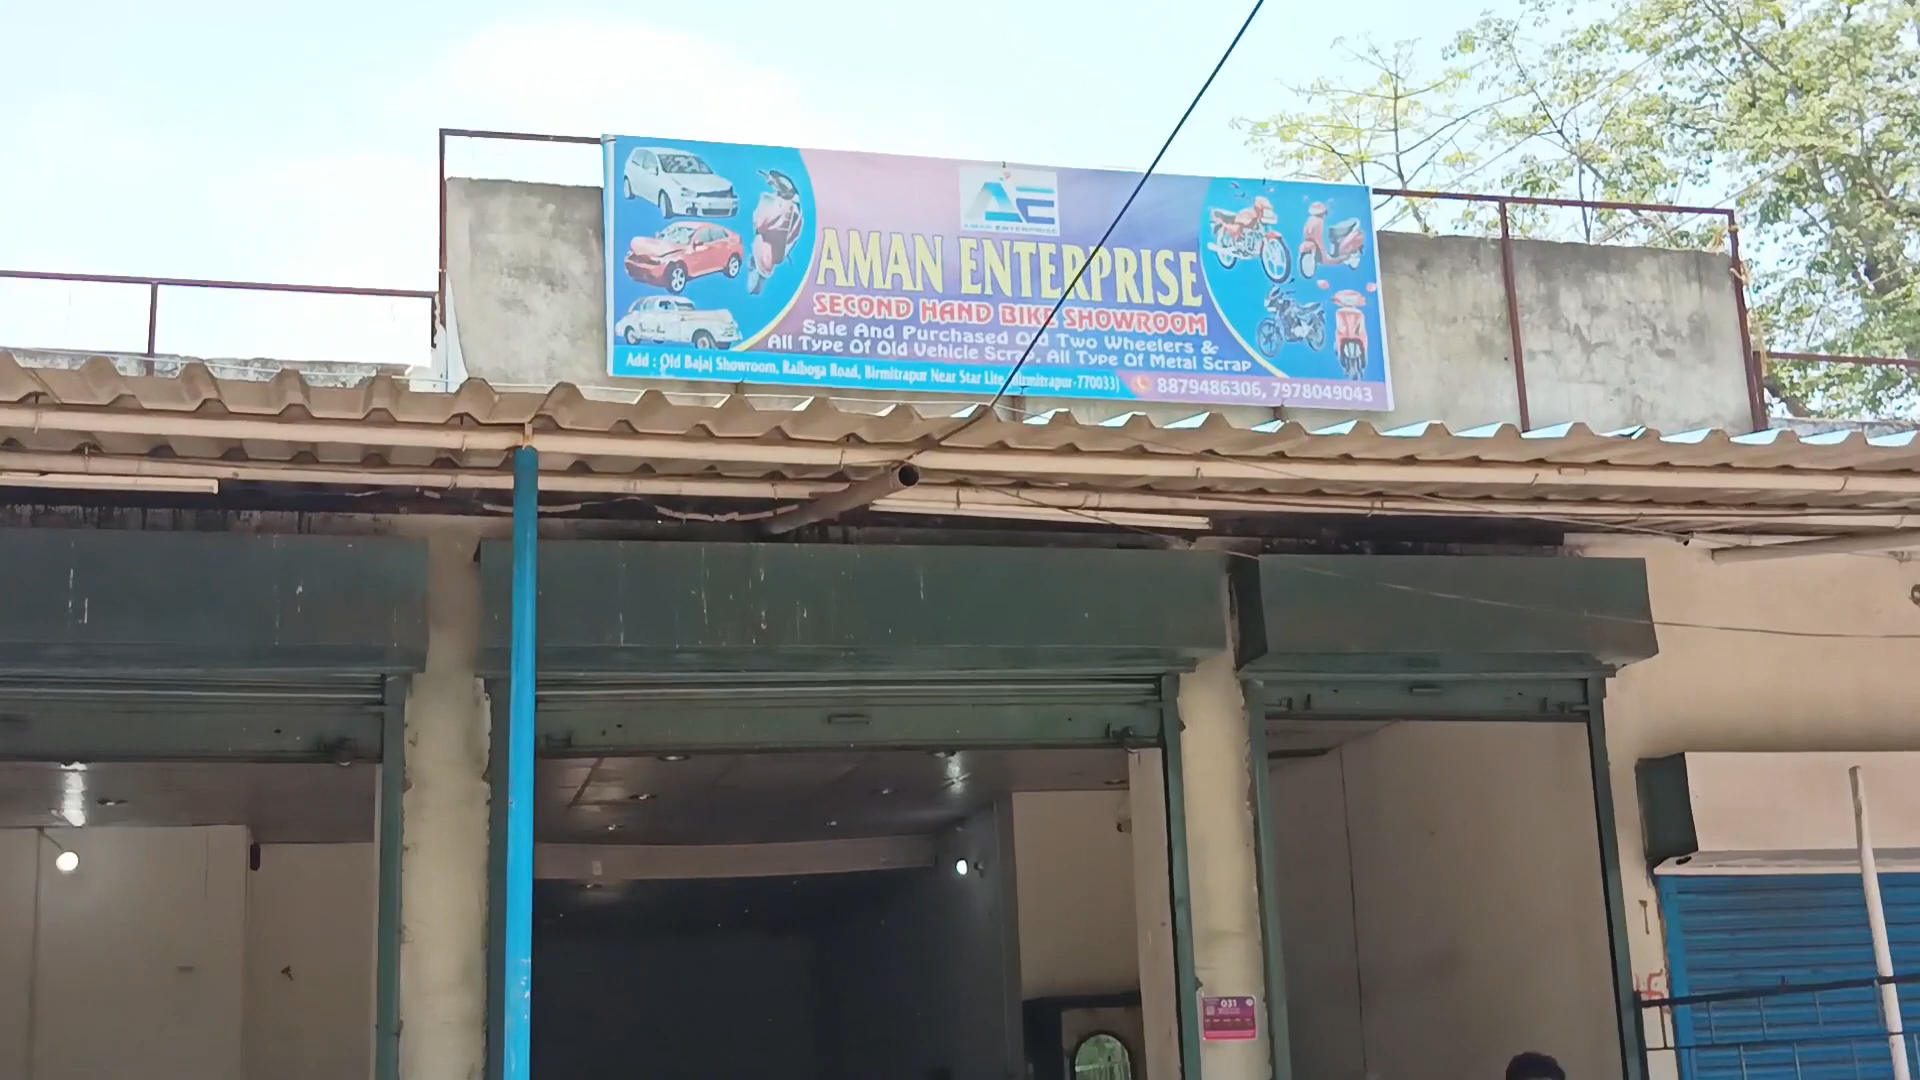 AE
AMAN ENTERPRISE
AMAN ENTERPRISE
SECOND HAND BIKE SHOWROOM
Sale And Purchased Old Two Wheelers &
All Type Of Old Vehicle Scrap, All Type Of Metal Scrap
Add : Old Bajaj Showroom, Raiboga Road, Birmitrapur Near Star Lite (Birmitrapur-770033)
8879486306, 7978049043
031